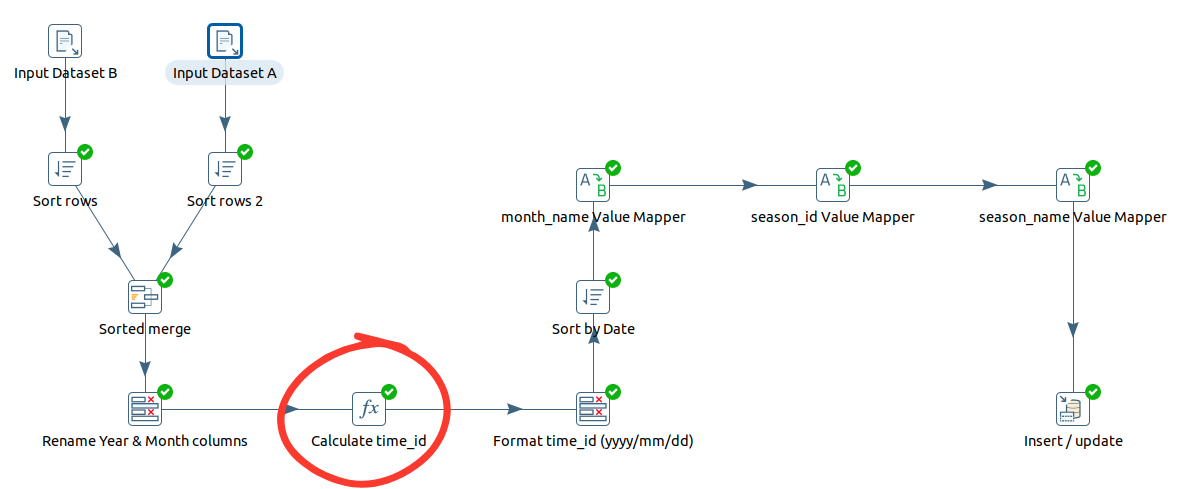 Input Dataset B
Input Dataset A
Sort rows
Sort rows 2
A
B
A
B
A
B
month_name Value Mapper
season_id Value Mapper
season_name Value Mapper
Sorted merge
Sort by Date
fx
Rename Year & Month columns
Calculate time_id
Format time_id (yyyy/mm/dd)
Insert / update